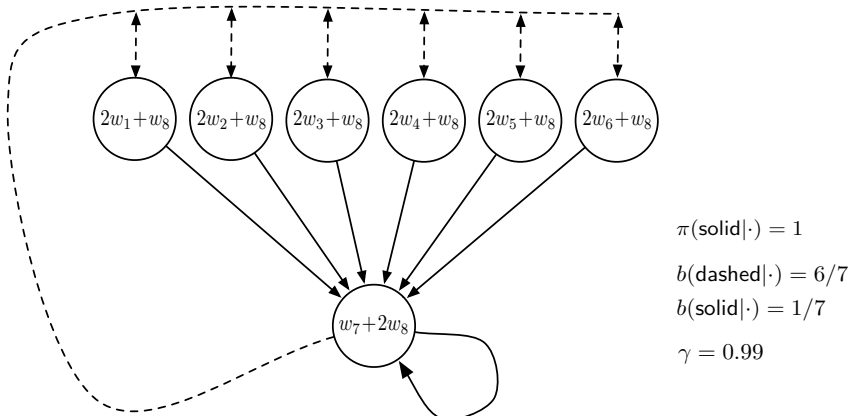 2w₁+w₈ 2w₂+w₈ 2w₃+w₈ 2w₄+w₈ 2w₅+w₈ 2w₆+w₈
π(solid|·) = 1
b(dashed|·) = 6/7
b(solid|·) = 1/7
w₇+2w₈
γ = 0.99